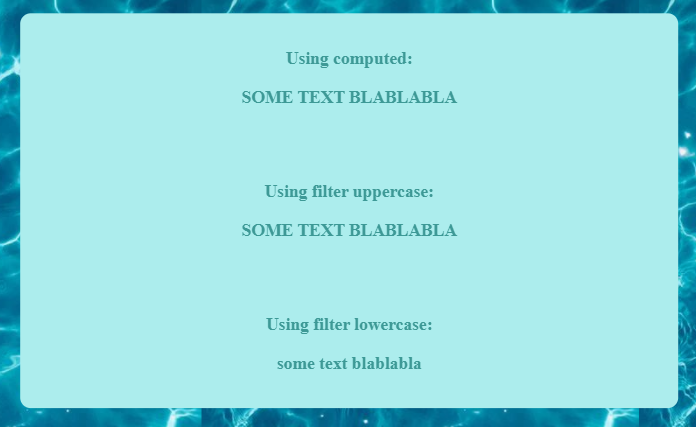 Using computed:
SOME TEXT BLABLABLA
Using filter uppercase:
SOME TEXT BLABLABLA
Using filter lowercase:
some text blablabla